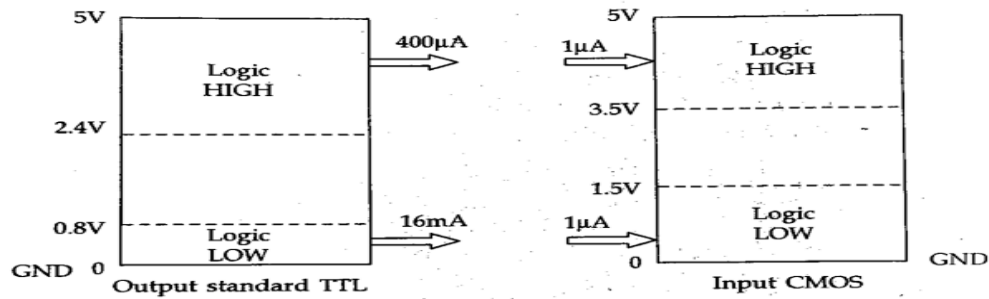 5V
400μA
Logic
HIGH
2.4V
0.8V
16mA
Logic
LOW
GND 0
Output standard TTL
5V
1μA
Logic
HIGH
3.5V
1.5V
1μA
Logic
LOW
0 GND
Input CMOS